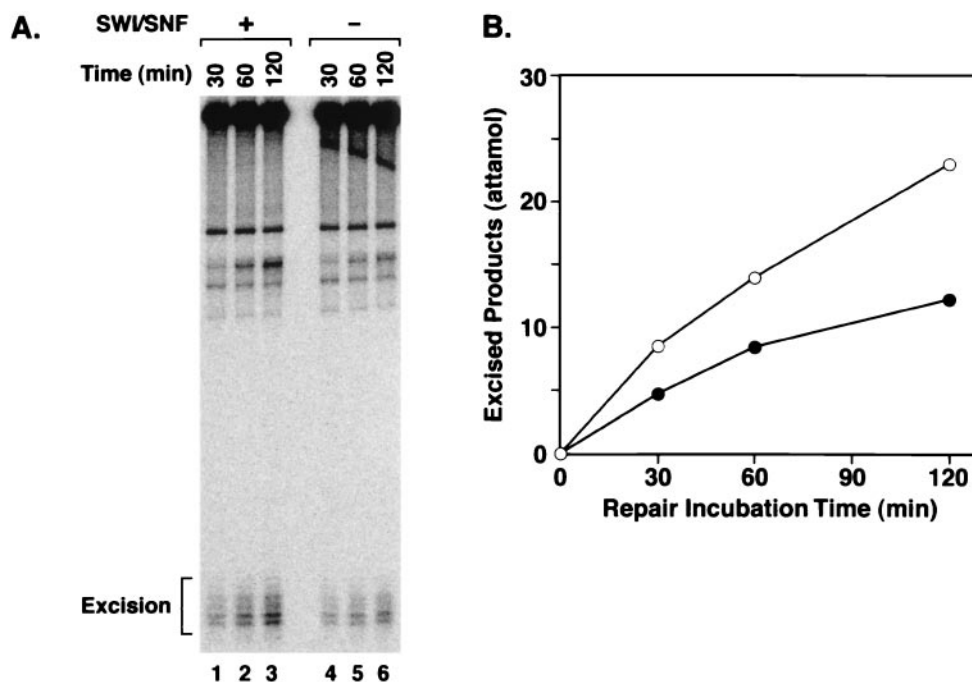 A.
SWI/SNF + −
Time (min) 30 60 120 30 60 120
Excision
1 2 3 4 5 6
B.
30
20
10
0
Excised Products (attamol)
0 30 60 90 120
Repair Incubation Time (min)